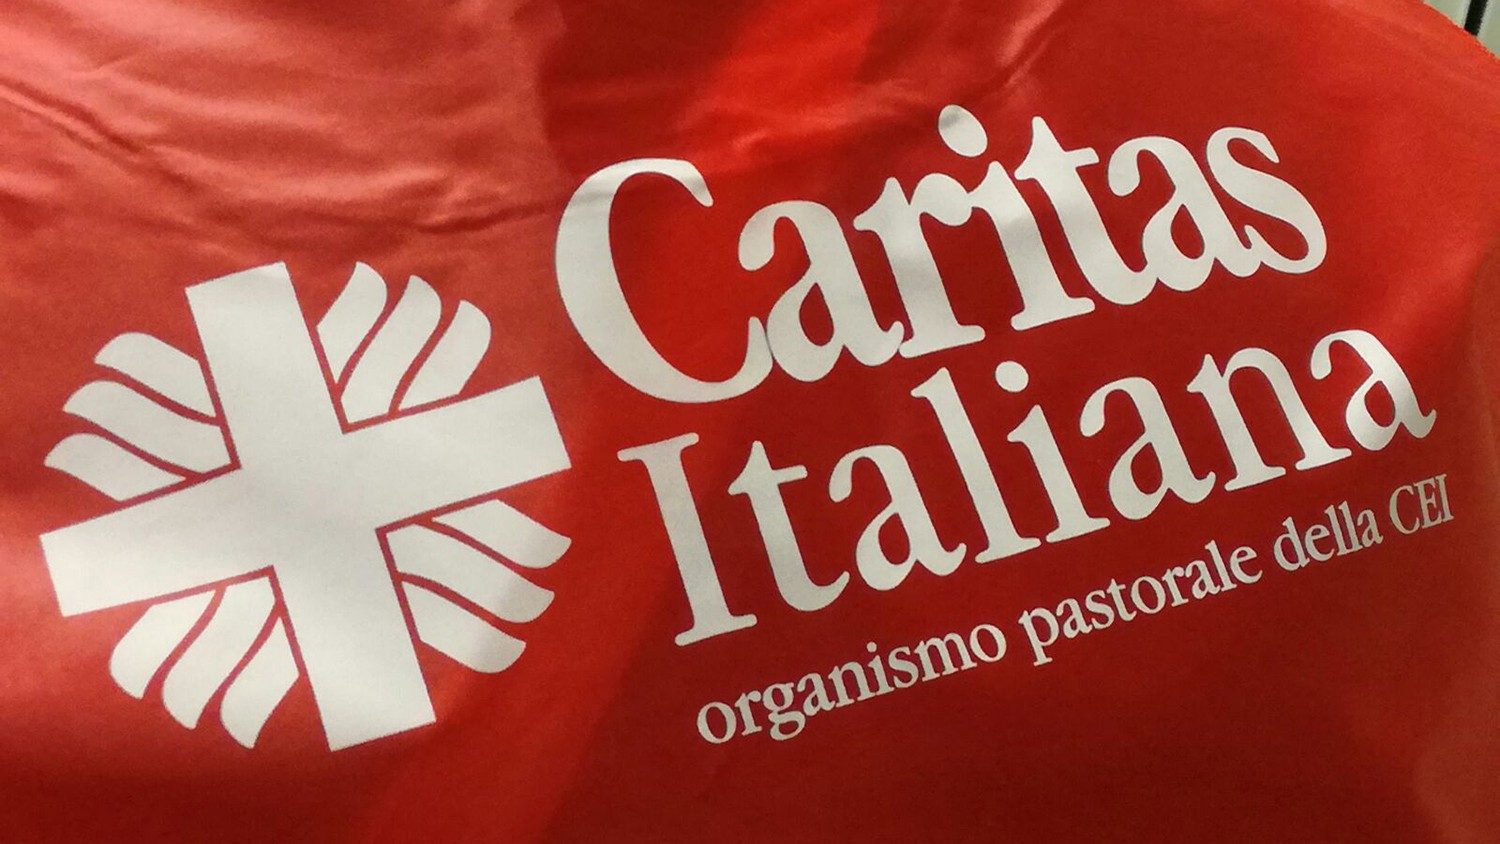 Caritas
Italiana
organismo pastorale della CEI